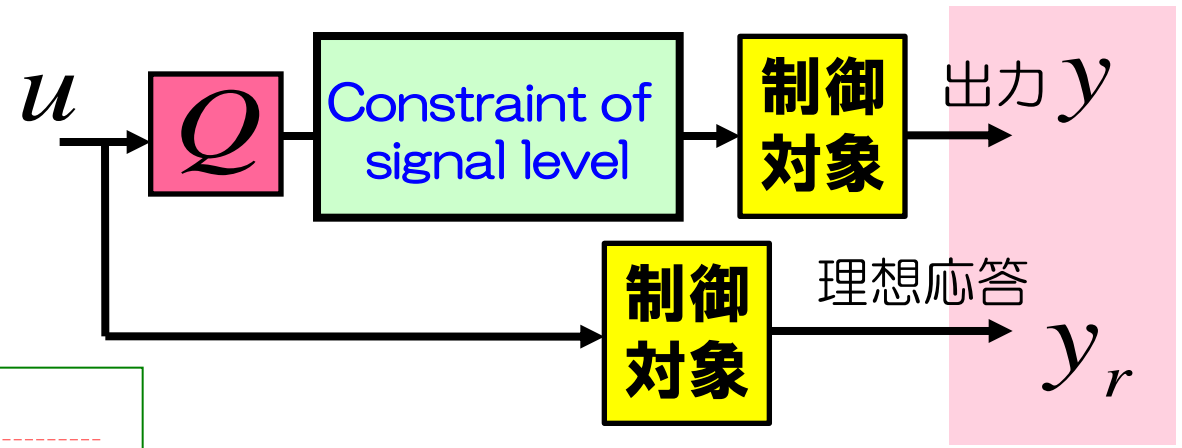 u
Q
Constraint of
signal level
制御
対象
出力 y
制御
対象
理想応答
y_r